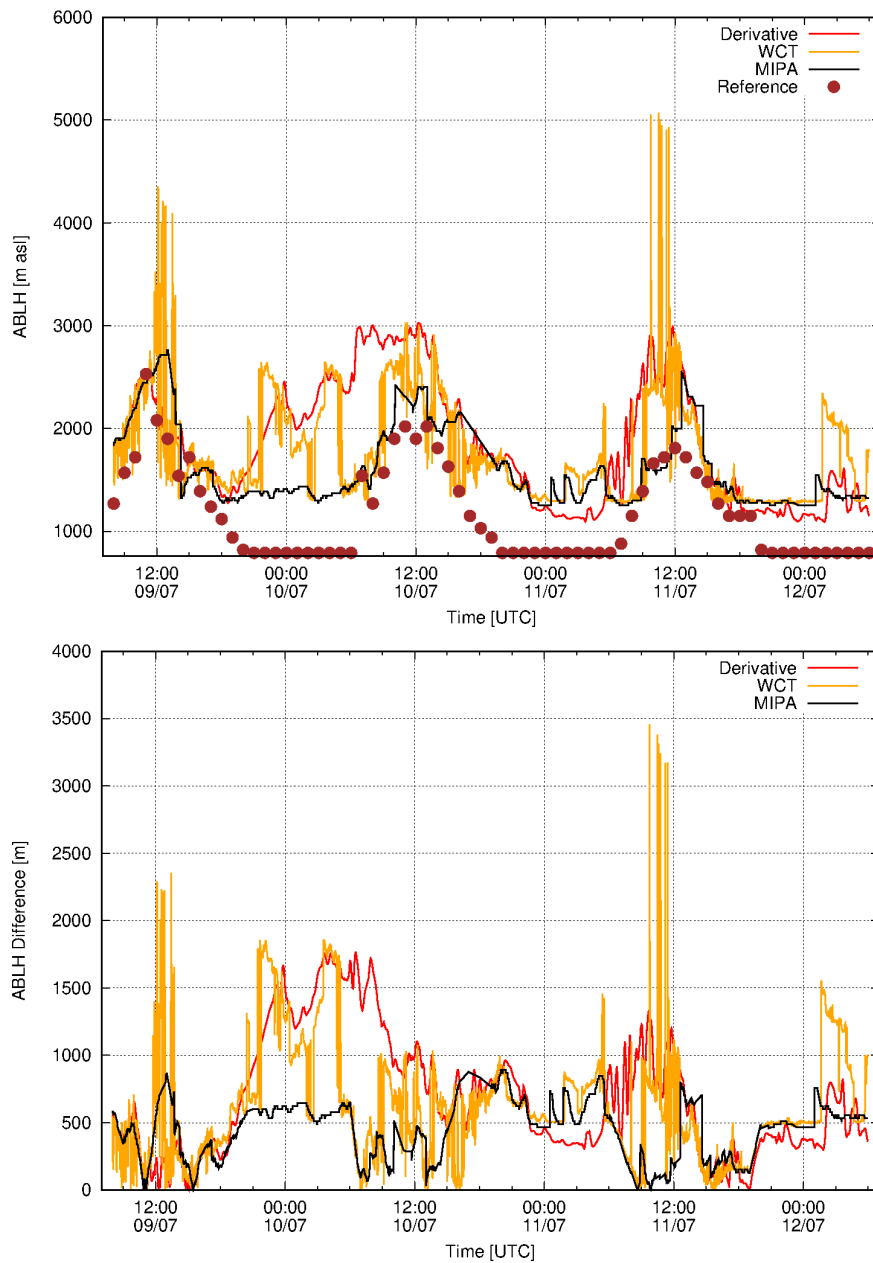 6000
5000
4000
3000
2000
1000
ABLH [m asl]
Derivative
WCT
MIPA
Reference
12:00 00:00 12:00 00:00 12:00 00:00
09/07 10/07 10/07 11/07 11/07 12/07
Time [UTC]
4000
3500
3000
2500
2000
1500
1000
500
0
ABLH Difference [m]
Derivative
WCT
MIPA
12:00 00:00 12:00 00:00 12:00 00:00
09/07 10/07 10/07 11/07 11/07 12/07
Time [UTC]